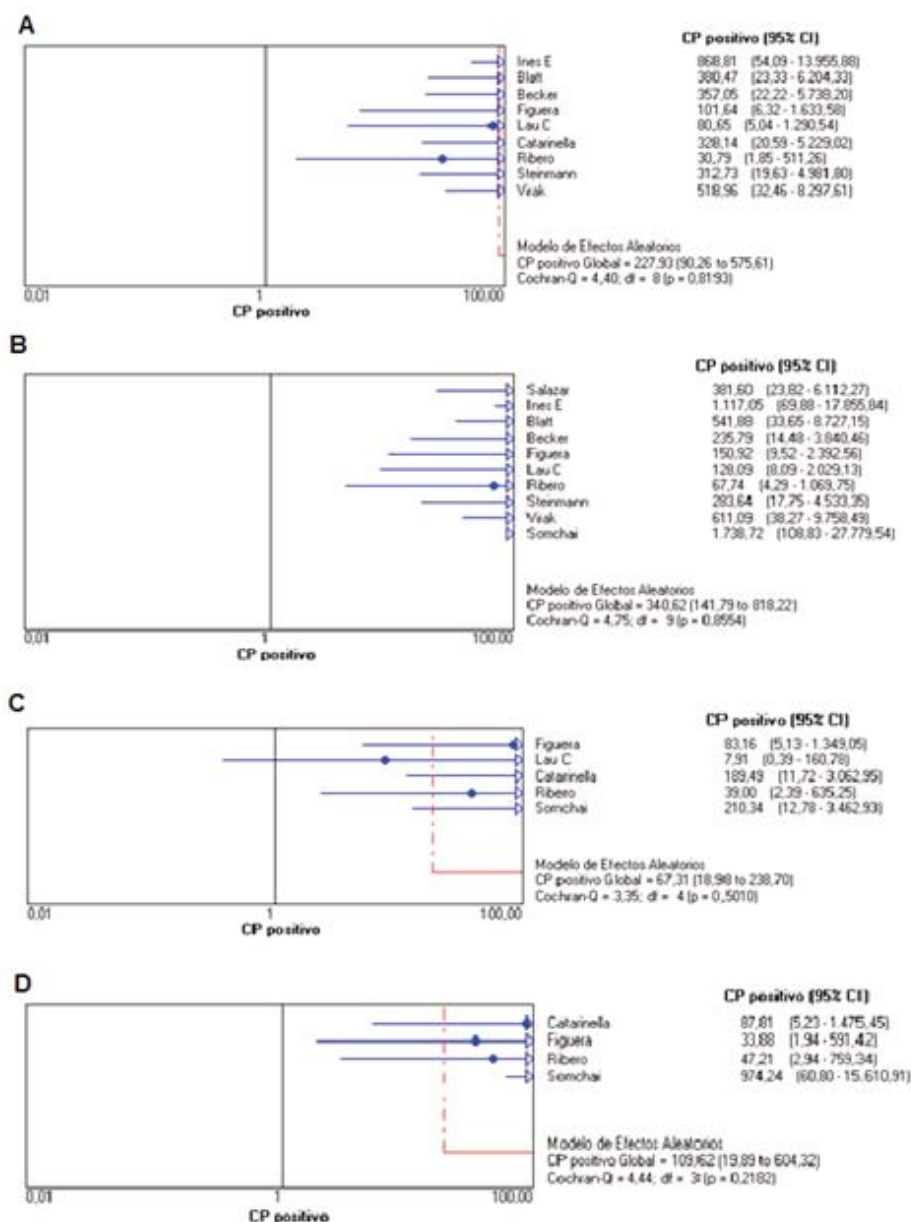 A
CP positivo (95% CI)
Ines E 868,81 (54,09 - 13.955,88)
Blatt 380,47 (23,33 - 6.204,33)
Becker 357,05 (22,22 - 5.738,20)
Figuera 101,64 (6,32 - 1.633,58)
Lau C 80,65 (5,04 - 1.290,54)
Catarinella 328,14 (20,59 - 5.229,02)
Ribero 30,79 (1,85 - 511,26)
Steinmann 312,73 (19,63 - 4.981,80)
Virak 518,96 (32,46 - 8.297,61)
Modelo de Efectos Aleatorios
CP positivo Global = 227,93 (90,26 to 575,61)
Cochran-Q = 4,40; df = 8 (p = 0,8193)
0,01 1 100,00
CP positivo
B
CP positivo (95% CI)
Salazar 381,60 (23,82 - 6.112,27)
Ines E 1.117,05 (69,88 - 17.855,84)
Blatt 541,88 (33,65 - 8.727,15)
Becker 235,79 (14,48 - 3.840,46)
Figuera 150,92 (9,52 - 2.392,56)
Lau C 128,09 (8,09 - 2.029,13)
Ribero 67,74 (4,29 - 1.069,75)
Steinmann 283,64 (17,75 - 4.533,35)
Virak 611,09 (38,27 - 9.758,49)
Somchai 1.738,72 (108,83 - 27.779,54)
Modelo de Efectos Aleatorios
CP positivo Global = 340,62 (141,79 to 818,22)
Cochran-Q = 4,75; df = 9 (p = 0,8554)
0,01 1 100,00
CP positivo
C
CP positivo (95% CI)
Figuera 83,16 (5,13 - 1.349,05)
Lau C 7,91 (0,39 - 160,78)
Catarinella 189,49 (11,72 - 3.062,95)
Ribero 39,00 (2,39 - 635,25)
Somchai 210,34 (12,78 - 3.462,93)
Modelo de Efectos Aleatorios
CP positivo Global = 67,31 (18,98 to 238,70)
Cochran-Q = 3,35; df = 4 (p = 0,5010)
0,01 1 100,00
CP positivo
D
CP positivo (95% CI)
Catarinella 87,81 (5,23 - 1.475,45)
Figuera 33,88 (1,94 - 591,42)
Ribero 47,21 (2,94 - 759,34)
Somchai 974,24 (60,80 - 15.610,91)
Modelo de Efectos Aleatorios
CP positivo Global = 109,62 (19,89 to 604,32)
Cochran-Q = 4,44; df = 3 (p = 0,2182)
0,01 1 100,00
CP positivo